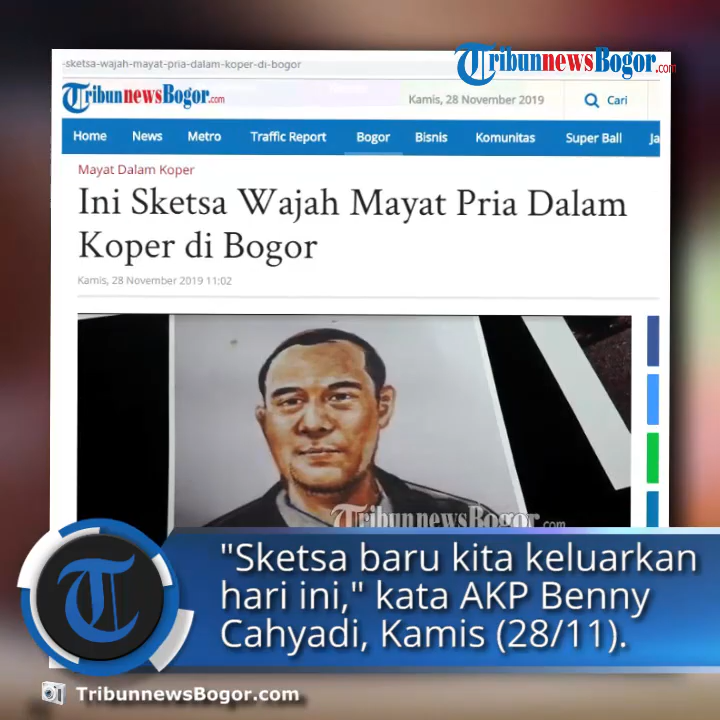 -sketsa-wajah-mayat-pria-dalam-koper-di-bogor
TribunnewsBogor.com
TribunnewsBogor.com
Kamis, 28 November 2019
Cari
Home News Metro Traffic Report Bogor Bisnis Komunitas Super Ball Ja
Mayat Dalam Koper
Ini Sketsa Wajah Mayat Pria Dalam
Koper di Bogor
Kamis, 28 November 2019 11:02
TribunnewsBogor.com
"Sketsa baru kita keluarkan
hari ini," kata AKP Benny
Cahyadi, Kamis (28/11).
T
TribunnewsBogor.com